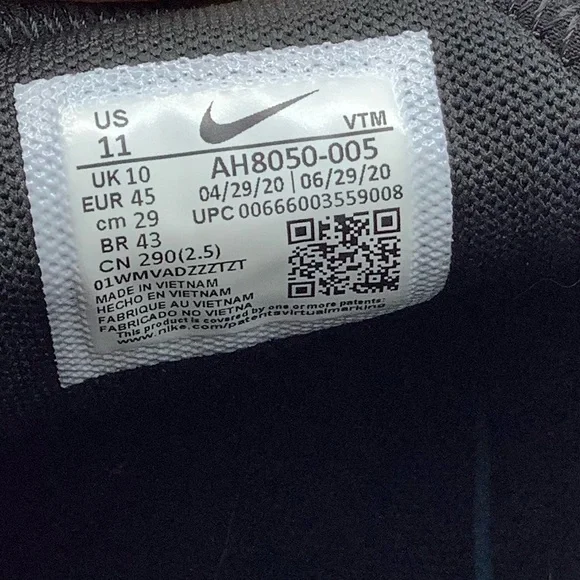 US
11
VTM
UK 10
AH8050-005
EUR 45
04/29/20 | 06/29/20
cm 29
UPC 00666003559008
BR 43
CN 290(2.5)
01WMVADZZZTZT
MADE IN VIETNAM
HECHO EN VIETNAM
FABRIQUE AU VIETNAM
FABRICADO NO VIETNA
This product is covered by one or more patents:
www.nike.com/patentsvirtualmarking